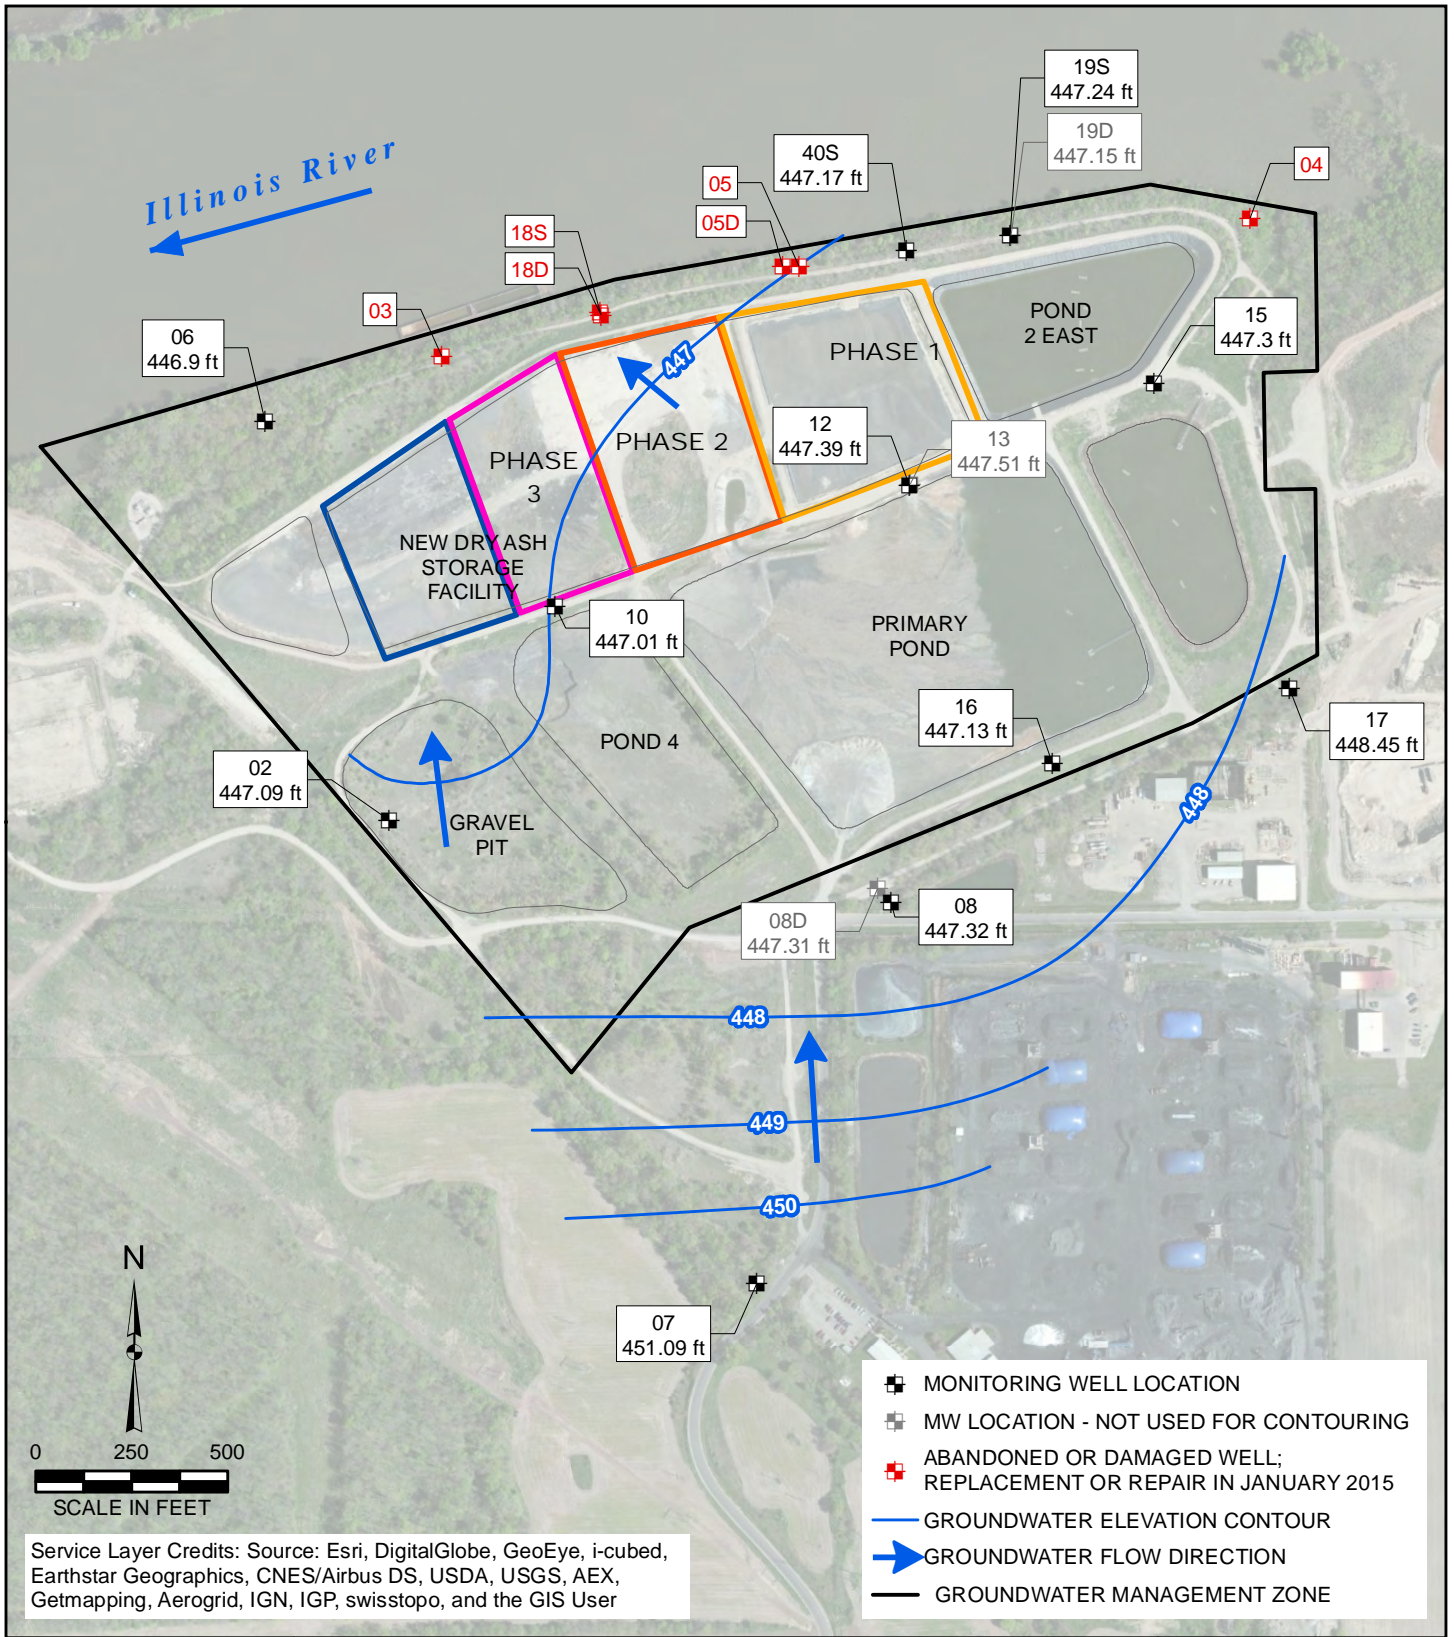 19S
447.24 ft
19D
447.15 ft
40S
447.17 ft
04
05
05D
Illinois River
18S
18D
03
06
446.9 ft
15
447.3 ft
POND
2 EAST
PHASE 1
447
12
447.39 ft
13
447.51 ft
PHASE 2
PHASE
3
NEW DRY ASH
STORAGE
FACILITY
10
447.01 ft
PRIMARY
POND
16
447.13 ft
17
448.45 ft
POND 4
02
447.09 ft
GRAVEL
PIT
448
08D
447.31 ft
08
447.32 ft
448
449
450
07
451.09 ft
N
0 250 500
SCALE IN FEET
MONITORING WELL LOCATION
MW LOCATION - NOT USED FOR CONTOURING
ABANDONED OR DAMAGED WELL;
REPLACEMENT OR REPAIR IN JANUARY 2015
GROUNDWATER ELEVATION CONTOUR
GROUNDWATER FLOW DIRECTION
GROUNDWATER MANAGEMENT ZONE
Service Layer Credits: Source: Esri, DigitalGlobe, GeoEye, i-cubed,
Earthstar Geographics, CNES/Airbus DS, USDA, USGS, AEX,
Getmapping, Aerogrid, IGN, IGP, swisstopo, and the GIS User